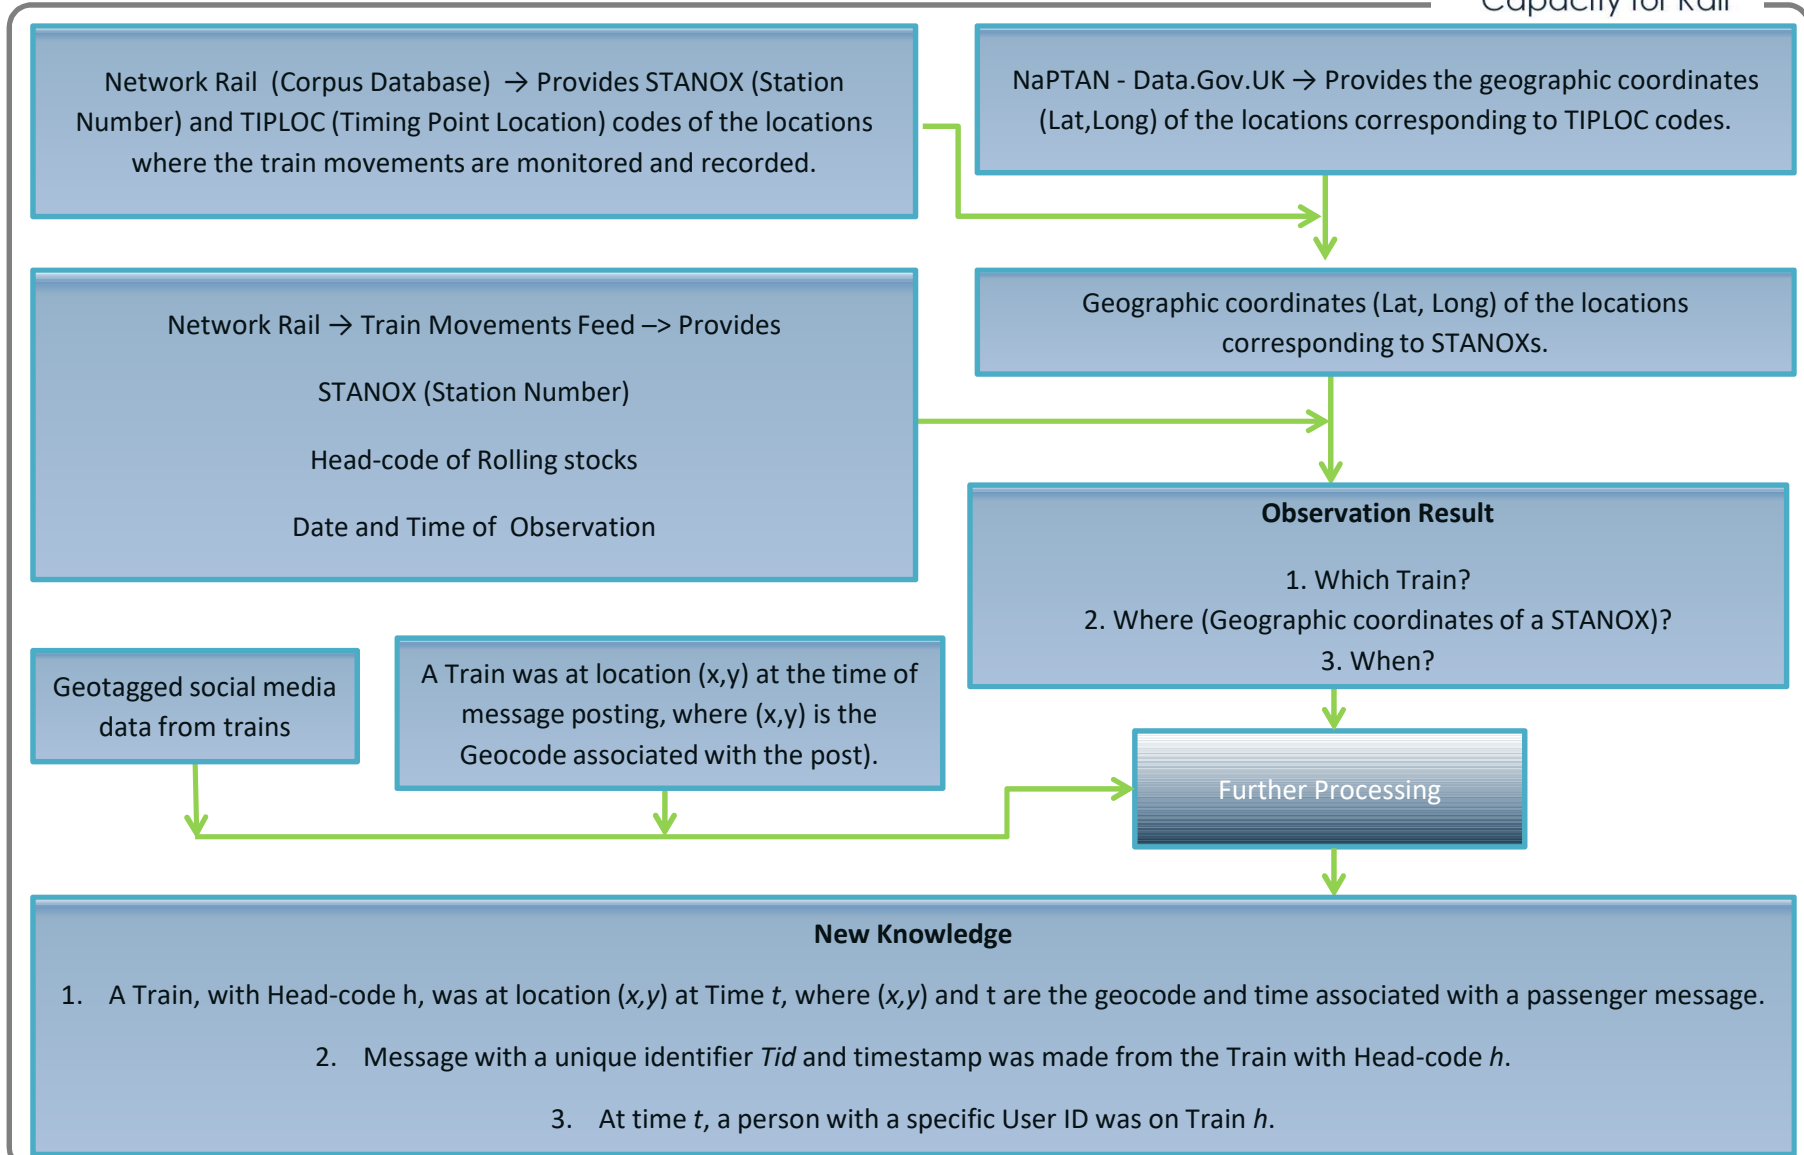 Capacity for Rail
Network Rail  (Corpus Database)  → Provides STANOX (Station
Number) and TIPLOC (Timing Point Location) codes of the locations
where the train movements are monitored and recorded.
NaPTAN - Data.Gov.UK → Provides the geographic coordinates
(Lat,Long) of the locations corresponding to TIPLOC codes.
Network Rail → Train Movements Feed –> Provides
STANOX (Station Number)
Head-code of Rolling stocks
Date and Time of  Observation
Geographic coordinates (Lat, Long) of the locations
corresponding to STANOXs.
Observation Result
1. Which Train?
2. Where (Geographic coordinates of a STANOX)?
3. When?
Geotagged social media
data from trains
A Train was at location (x,y) at the time of
message posting, where (x,y) is the
Geocode associated with the post).
Further Processing
New Knowledge
1. A Train, with Head-code h, was at location (x,y) at Time t, where (x,y) and t are the geocode and time associated with a passenger message.
2. Message with a unique identifier Tid and timestamp was made from the Train with Head-code h.
3. At time t, a person with a specific User ID was on Train h.